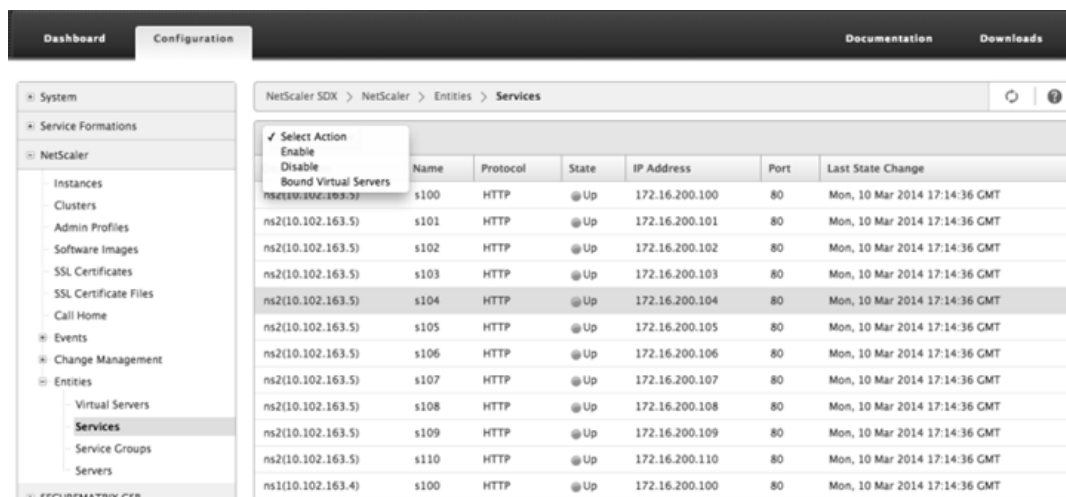 Dashboard Configuration Documentation Downloads
NetScaler SDX > NetScaler > Entities > Services
System
Service Formations
NetScaler
Instances
Clusters
Admin Profiles
Software Images
SSL Certificates
SSL Certificate Files
Call Home
Events
Change Management
Entities
Virtual Servers
Services
Service Groups
Servers
✓ Select Action
Enable
Disable
Bound Virtual Servers
Name Protocol State IP Address Port Last State Change
ns2(10.102.163.5) s100 HTTP Up 172.16.200.100 80 Mon, 10 Mar 2014 17:14:36 GMT
ns2(10.102.163.5) s101 HTTP Up 172.16.200.101 80 Mon, 10 Mar 2014 17:14:36 GMT
ns2(10.102.163.5) s102 HTTP Up 172.16.200.102 80 Mon, 10 Mar 2014 17:14:36 GMT
ns2(10.102.163.5) s103 HTTP Up 172.16.200.103 80 Mon, 10 Mar 2014 17:14:36 GMT
ns2(10.102.163.5) s104 HTTP Up 172.16.200.104 80 Mon, 10 Mar 2014 17:14:36 GMT
ns2(10.102.163.5) s105 HTTP Up 172.16.200.105 80 Mon, 10 Mar 2014 17:14:36 GMT
ns2(10.102.163.5) s106 HTTP Up 172.16.200.106 80 Mon, 10 Mar 2014 17:14:36 GMT
ns2(10.102.163.5) s107 HTTP Up 172.16.200.107 80 Mon, 10 Mar 2014 17:14:36 GMT
ns2(10.102.163.5) s108 HTTP Up 172.16.200.108 80 Mon, 10 Mar 2014 17:14:36 GMT
ns2(10.102.163.5) s109 HTTP Up 172.16.200.109 80 Mon, 10 Mar 2014 17:14:36 GMT
ns2(10.102.163.5) s110 HTTP Up 172.16.200.110 80 Mon, 10 Mar 2014 17:14:36 GMT
ns1(10.102.163.4) s100 HTTP Up 172.16.200.100 80 Mon, 10 Mar 2014 17:14:36 GMT